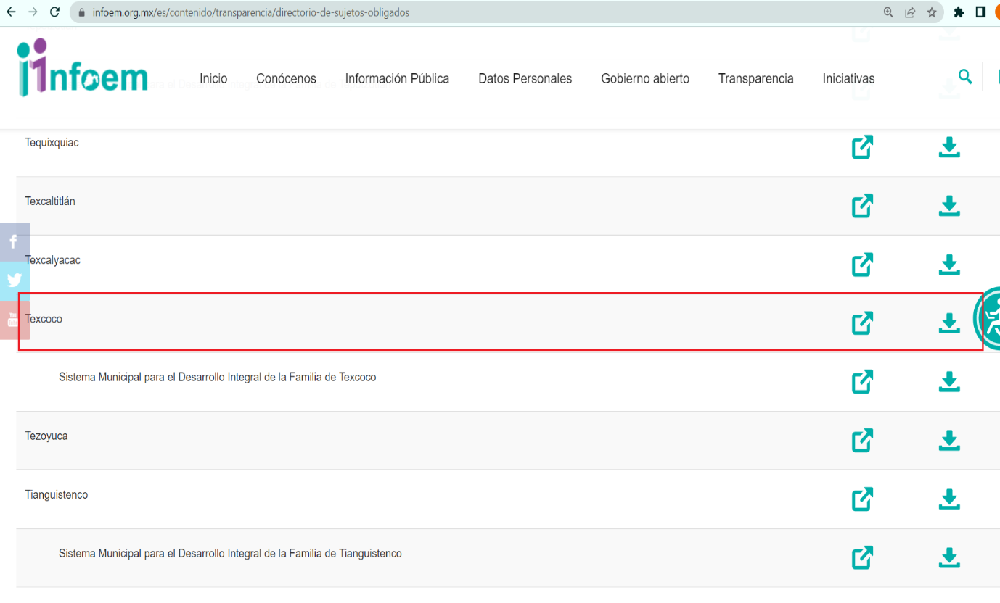 infoem.org.mx/es/contenido/transparencia/directorio-de-sujetos-obligados
infoem
Inicio Conócenos Información Pública Datos Personales Gobierno abierto Transparencia Iniciativas
Tequixquiac
Texcaltitlán
Texcalyacac
Texcoco
Sistema Municipal para el Desarrollo Integral de la Familia de Texcoco
Tezoyuca
Tianguistenco
Sistema Municipal para el Desarrollo Integral de la Familia de Tianguistenco